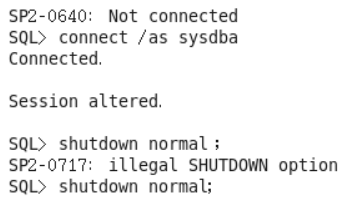 SP2-0640: Not connected
SQL> connect /as sysdba
Connected.
Session altered.
SQL> shutdown normal ;
SP2-0717: illegal SHUTDOWN option
SQL> shutdown normal;